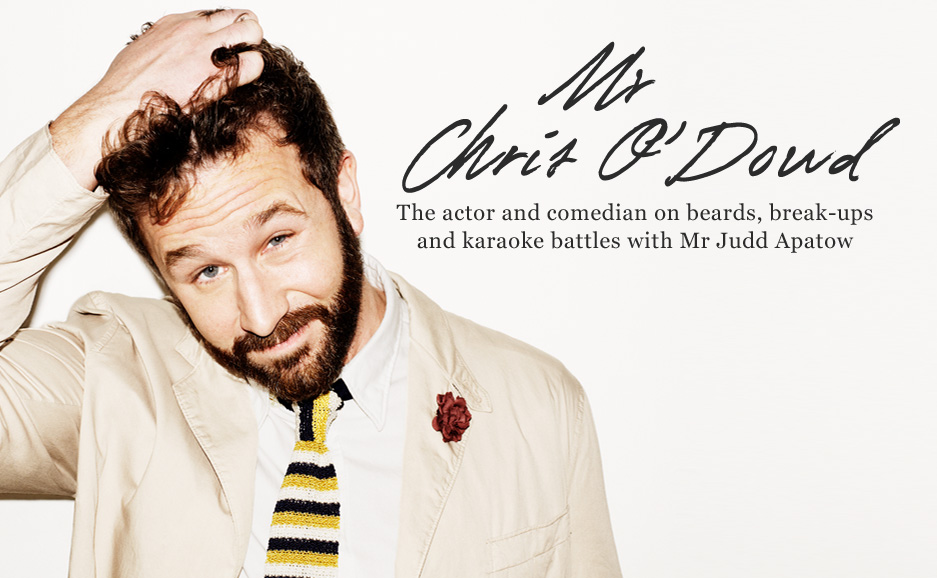 Mr
Chris O'Dowd
The actor and comedian on beards, break-ups
and karaoke battles with Mr Judd Apatow